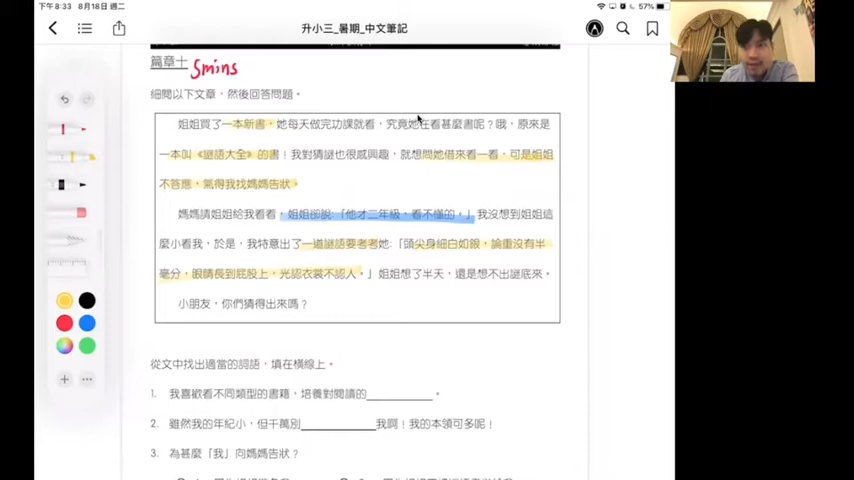 下午 8:33 8月18日 週二
57%
升小三_暑期_中文筆記
篇章十 5mins
細閱以下文章，然後回答問題。
姐姐買了一本新書，她每天做完功課就看，究竟她在看甚麼書呢？哦，原來是
一本叫《謎語大全》的書！我對猜謎也很感興趣，就想問她借來看一看，可是姐姐
不答應，氣得我找媽媽告狀。
媽媽請姐姐給我看看，姐姐卻說：「他才二年級，看不懂的。」我沒想到姐姐這
麼小看我，於是，我特意出了一道謎語要考考她：「頭尖身細白如銀，論重沒有半
毫分，眼睛長到屁股上，光認衣裳不認人。」姐姐想了半天，還是想不出謎底來。
小朋友，你們猜得出來嗎？
從文中找出適當的詞語，填在橫線上。
1. 我喜歡看不同類型的書籍，培養對閱讀的___________。
2. 雖然我的年紀小，但千萬別____________我啊！我的本領可多呢！
3. 為甚麼「我」向媽媽告狀？